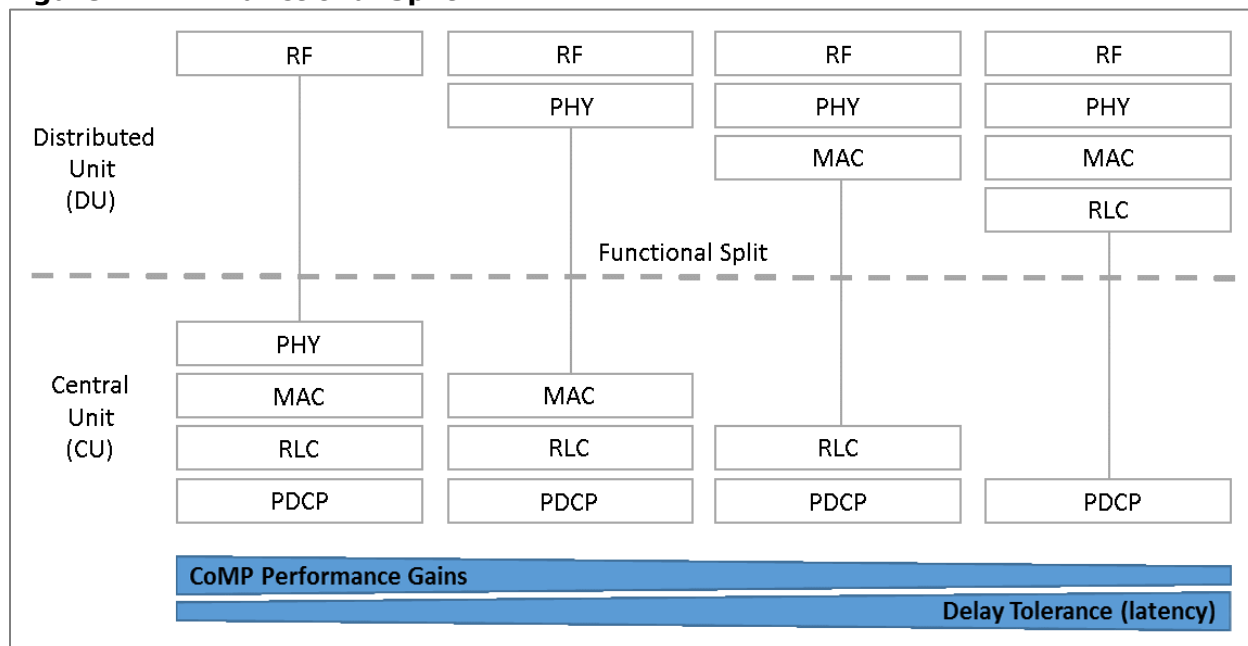 RF RF RF RF
PHY PHY PHY
Distributed
Unit
(DU)
MAC MAC
RLC
Functional Split
PHY
Central
Unit
(CU)
MAC MAC
RLC RLC RLC
PDCP PDCP PDCP PDCP
CoMP Performance Gains
Delay Tolerance (latency)